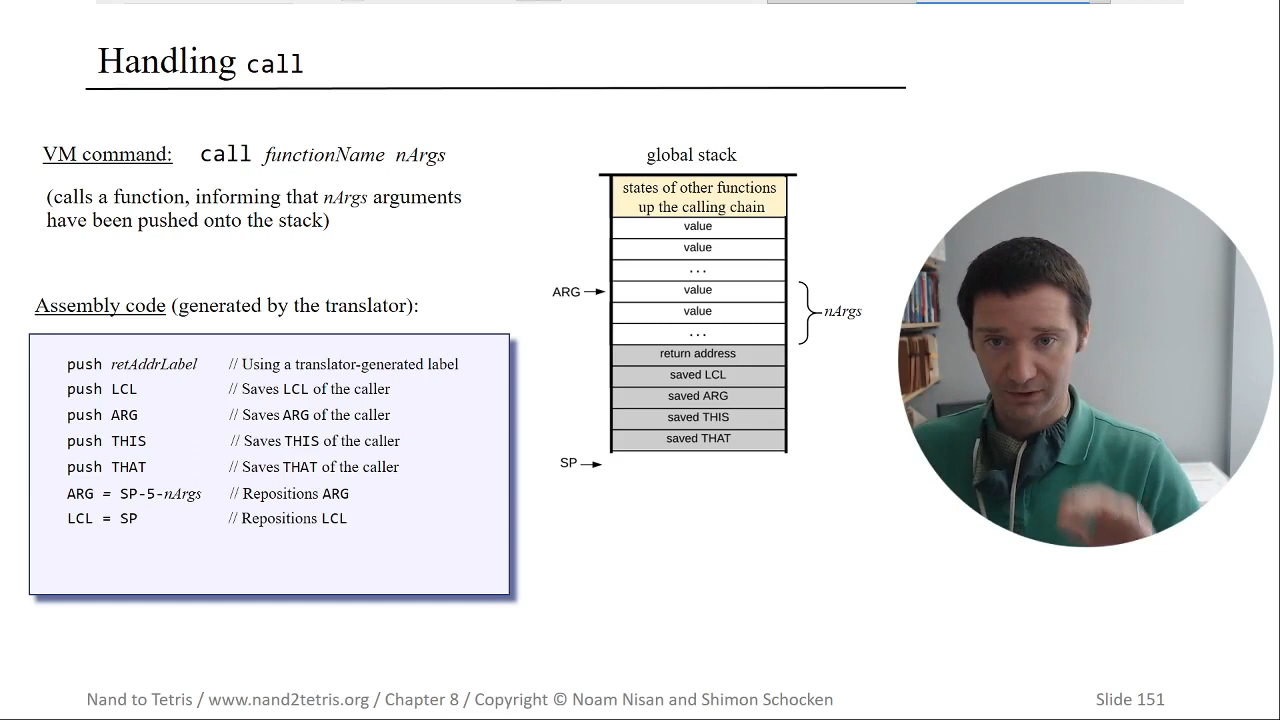 Handling call
VM command: call functionName nArgs
(calls a function, informing that nArgs arguments
have been pushed onto the stack)
Assembly code (generated by the translator):
push retAddrLabel // Using a translator-generated label
push LCL // Saves LCL of the caller
push ARG // Saves ARG of the caller
push THIS // Saves THIS of the caller
push THAT // Saves THAT of the caller
ARG = SP-5-nArgs // Repositions ARG
LCL = SP // Repositions LCL
global stack
states of other functions
up the calling chain
value
value
...
ARG
value
value
nArgs
...
return address
saved LCL
saved ARG
saved THIS
saved THAT
SP
Nand to Tetris / www.nand2tetris.org / Chapter 8 / Copyright © Noam Nisan and Shimon Schocken
Slide 151